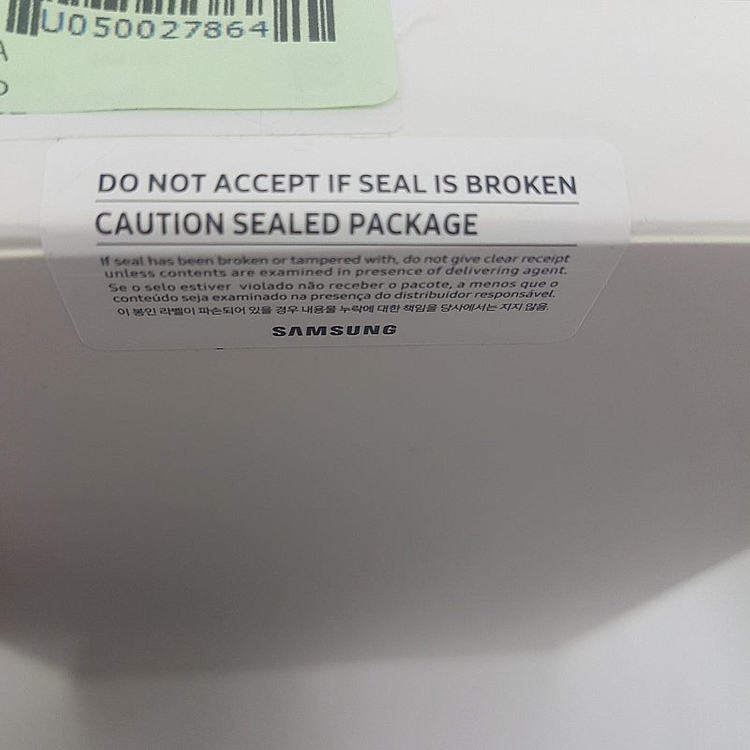 U050027864
DO NOT ACCEPT IF SEAL IS BROKEN
CAUTION SEALED PACKAGE
If seal has been broken or tampered with, do not give clear receipt
unless contents are examined in presence of delivering agent.
Se o selo estiver violado não receber o pacote, a menos que o
conteúdo seja examinado na presença do distribuidor responsável.
이 봉인 라벨이 파손되어 있을 경우 내용물 누락에 대한 책임을 당사에서는 지지 않음.
SAMSUNG